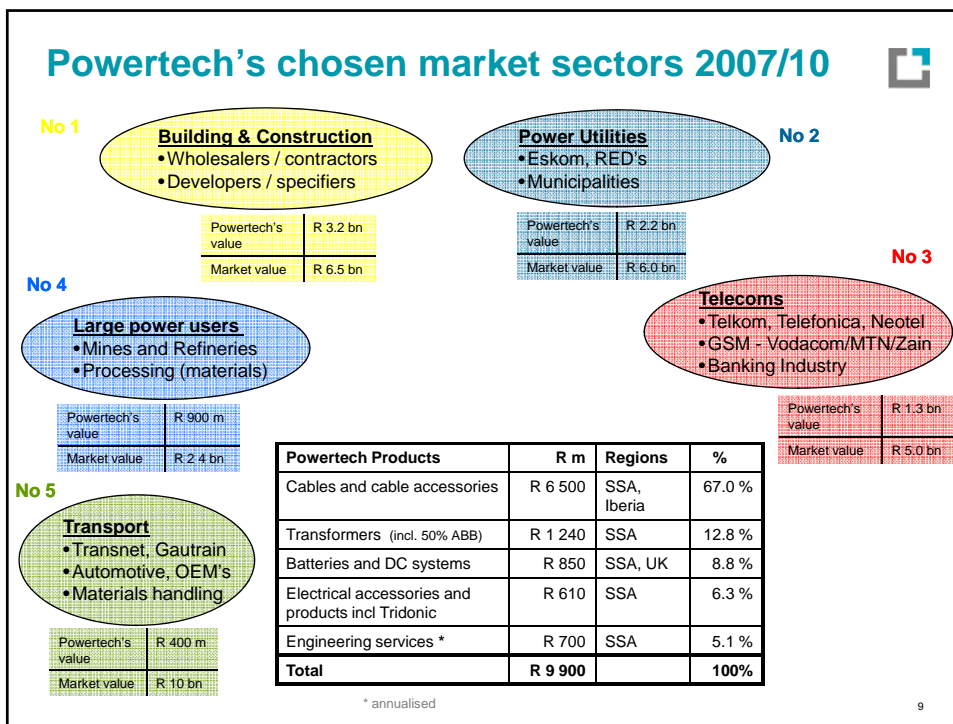 Powertech's chosen market sectors 2007/10
No 1
Building & Construction
•Wholesalers / contractors
•Developers / specifiers
Powertech's value R 3.2 bn
Market value R 6.5 bn
Power Utilities
•Eskom, RED's
•Municipalities
No 2
Powertech's value R 2.2 bn
Market value R 6.0 bn
No 3
Telecoms
•Telkom, Telefonica, Neotel
•GSM - Vodacom/MTN/Zain
•Banking Industry
Powertech's value R 1.3 bn
Market value R 5.0 bn
No 4
Large power users
•Mines and Refineries
•Processing (materials)
Powertech's value R 900 m
Market value R 2 4 bn
No 5
Transport
•Transnet, Gautrain
•Automotive, OEM's
•Materials handling
Powertech's value R 400 m
Market value R 10 bn
Powertech Products R m Regions %
Cables and cable accessories R 6 500 SSA, Iberia 67.0 %
Transformers (incl. 50% ABB) R 1 240 SSA 12.8 %
Batteries and DC systems R 850 SSA, UK 8.8 %
Electrical accessories and products incl Tridonic R 610 SSA 6.3 %
Engineering services * R 700 SSA 5.1 %
Total R 9 900 100%
* annualised
9